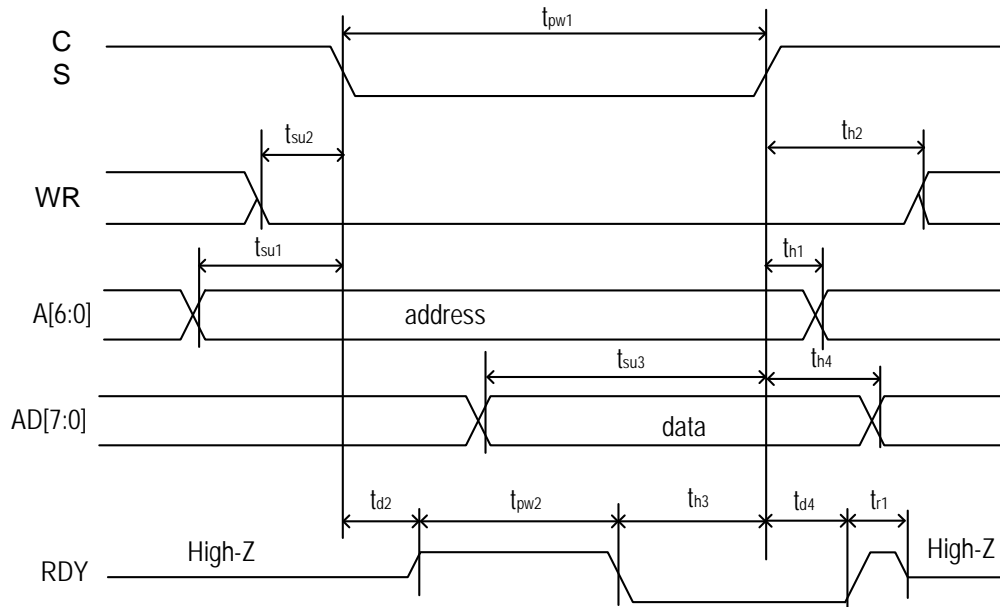 tpw1
C
S
tsu2
th2
WR
tsu1
th1
A[6:0]
address
tsu3
th4
AD[7:0]
data
td2
tpw2
th3
td4
tr1
High-Z
High-Z
RDY